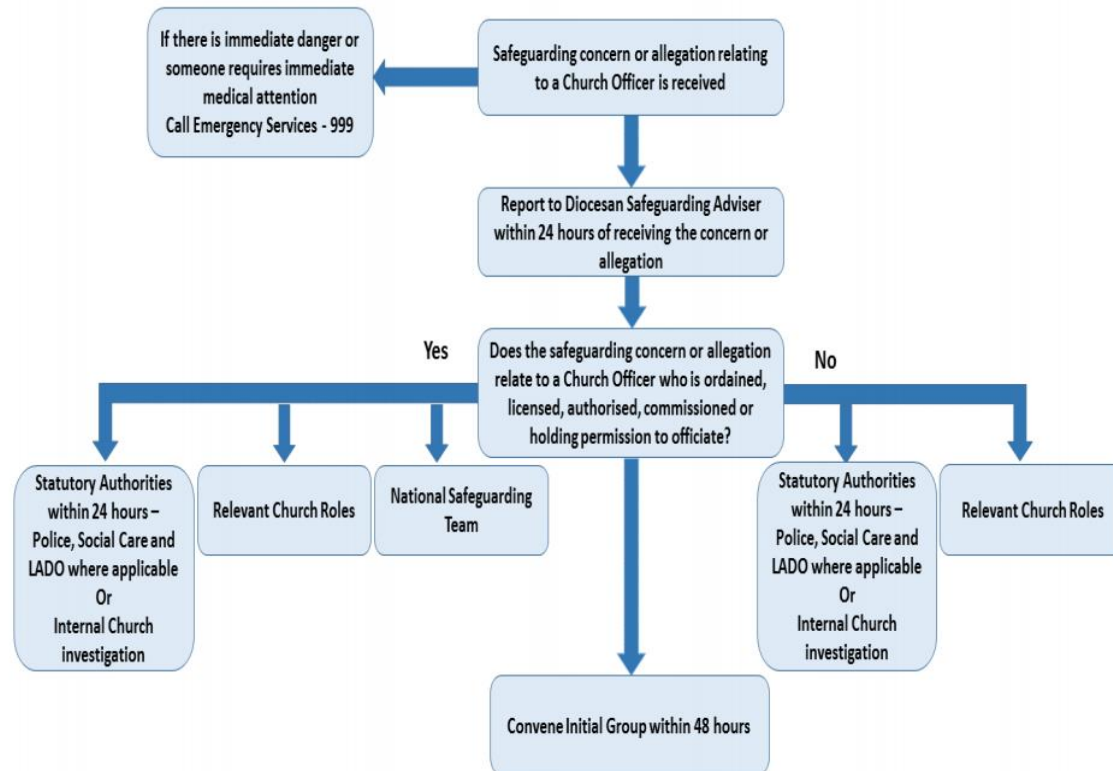 If there is immediate danger or
someone requires immediate
medical attention
Call Emergency Services - 999
Safeguarding concern or allegation relating
to a Church Officer is received
Report to Diocesan Safeguarding Adviser
within 24 hours of receiving the concern or
allegation
Yes
Does the safeguarding concern or allegation
relate to a Church Officer who is ordained,
licensed, authorised, commissioned or
holding permission to officiate?
No
Statutory Authorities
within 24 hours –
Police, Social Care and
LADO where applicable
Or
Internal Church
investigation
Relevant Church Roles
National Safeguarding
Team
Statutory Authorities
within 24 hours –
Police, Social Care and
LADO where applicable
Or
Internal Church
investigation
Relevant Church Roles
Convene Initial Group within 48 hours